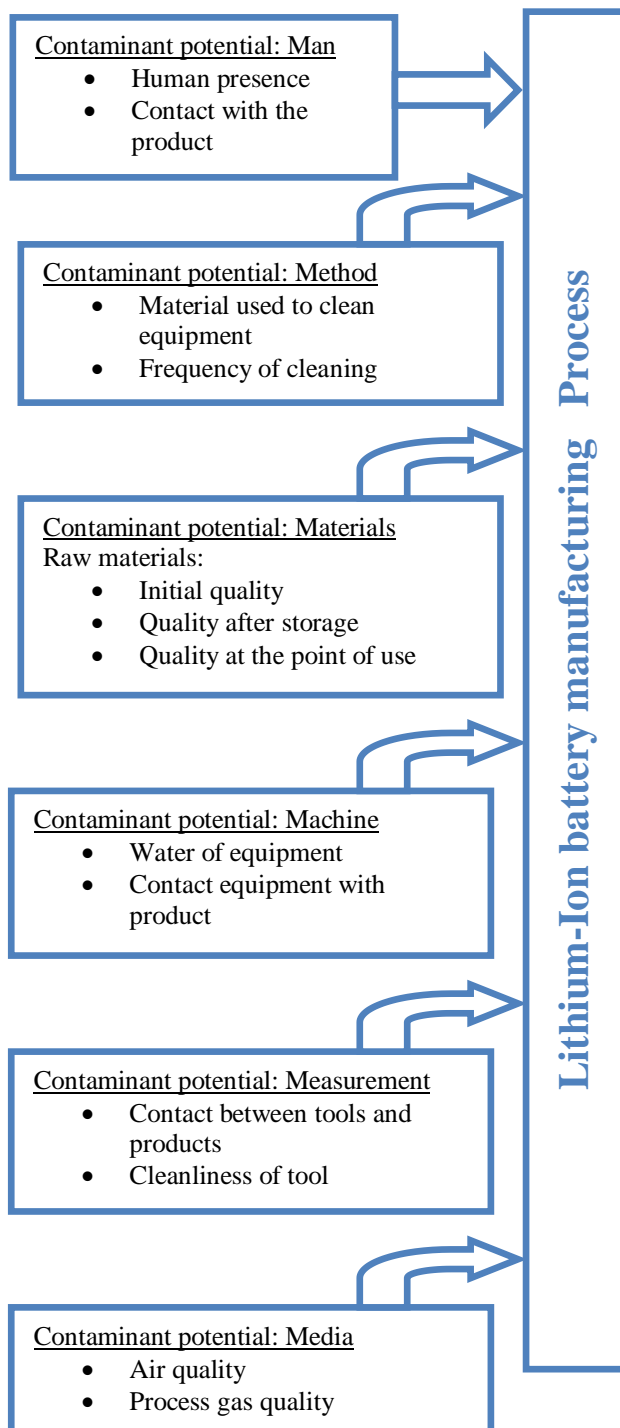 Contaminant potential: Man
• Human presence
• Contact with the
product
Contaminant potential: Method
• Material used to clean
equipment
• Frequency of cleaning
Contaminant potential: Materials
Raw materials:
• Initial quality
• Quality after storage
• Quality at the point of use
Contaminant potential: Machine
• Water of equipment
• Contact equipment with
product
Contaminant potential: Measurement
• Contact between tools and
products
• Cleanliness of tool
Contaminant potential: Media
• Air quality
• Process gas quality
Lithium-Ion battery manufacturing Process